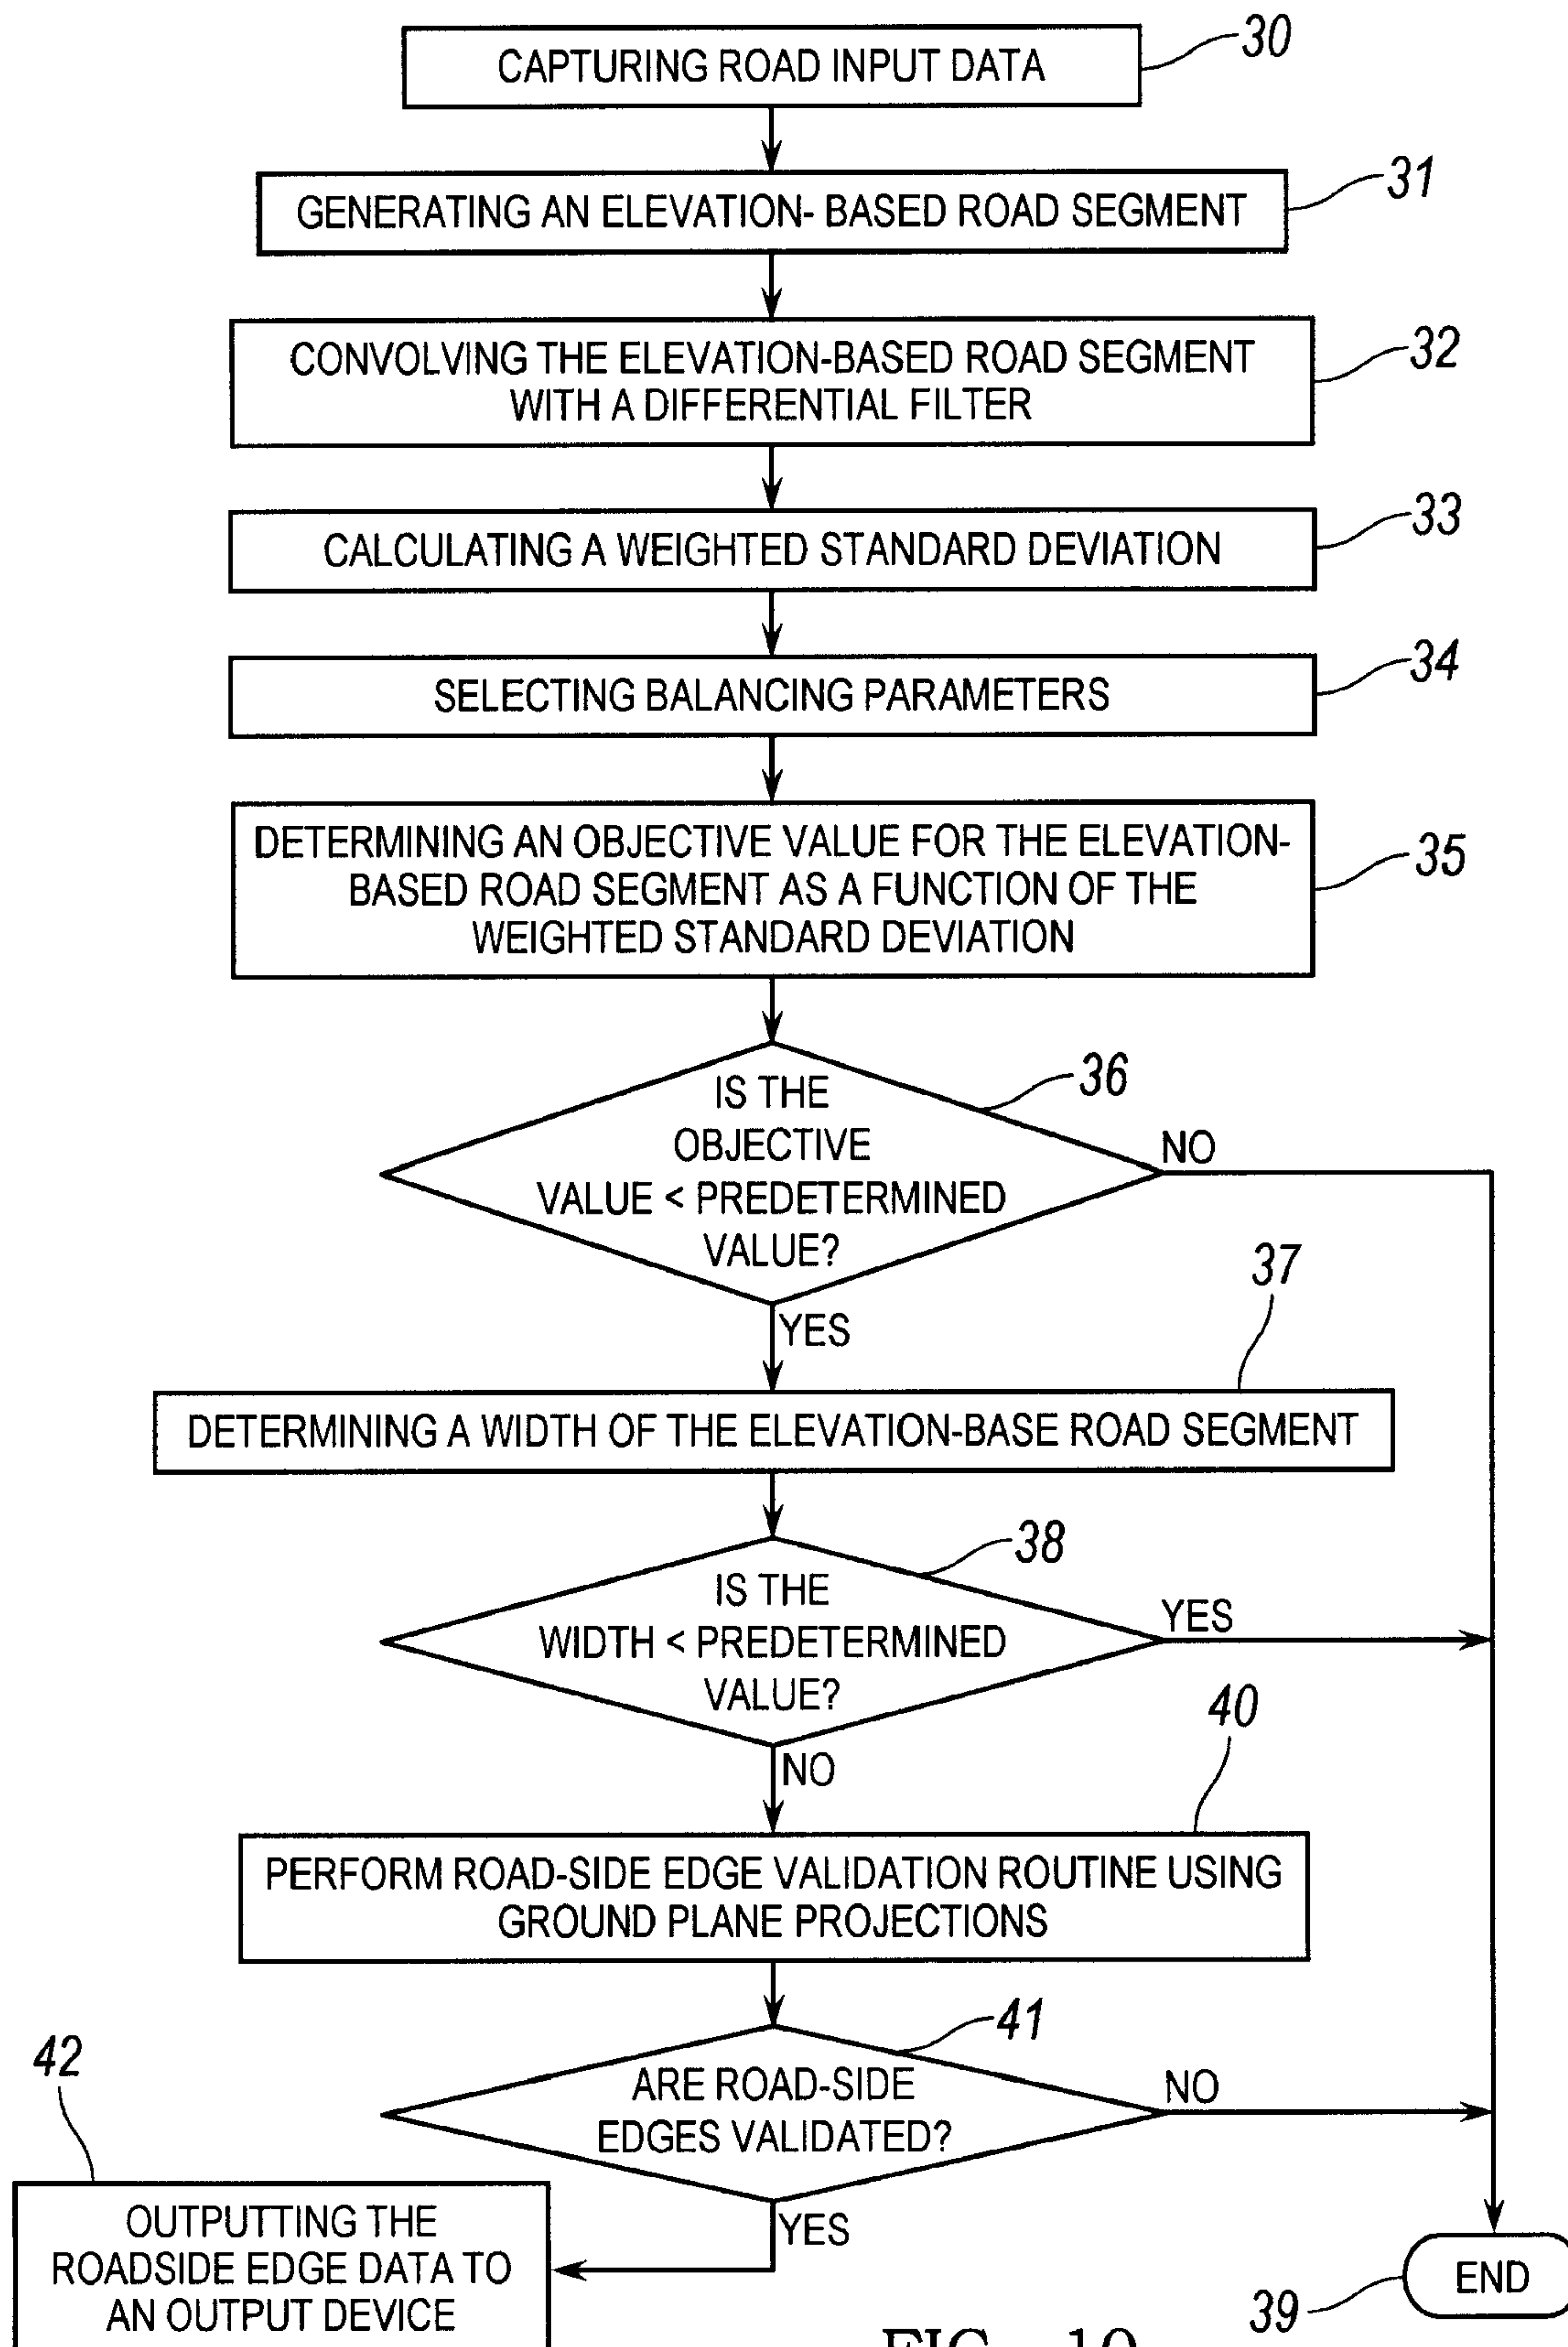 CAPTURING ROAD INPUT DATA
30
GENERATING AN ELEVATION- BASED ROAD SEGMENT
31
CONVOLVING THE ELEVATION-BASED ROAD SEGMENT
WITH A DIFFERENTIAL FILTER
32
CALCULATING A WEIGHTED STANDARD DEVIATION
33
SELECTING BALANCING PARAMETERS
34
DETERMINING AN OBJECTIVE VALUE FOR THE ELEVATION-
BASED ROAD SEGMENT AS A FUNCTION OF THE
WEIGHTED STANDARD DEVIATION
35
IS THE
OBJECTIVE
VALUE < PREDETERMINED
VALUE?
36
NO
YES
37
DETERMINING A WIDTH OF THE ELEVATION-BASE ROAD SEGMENT
38
IS THE
WIDTH < PREDETERMINED
VALUE?
YES
NO
40
PERFORM ROAD-SIDE EDGE VALIDATION ROUTINE USING
GROUND PLANE PROJECTIONS
41
ARE ROAD-SIDE
EDGES VALIDATED?
NO
YES
42
OUTPUTTING THE
ROADSIDE EDGE DATA TO
AN OUTPUT DEVICE
END
39
FIG. 10